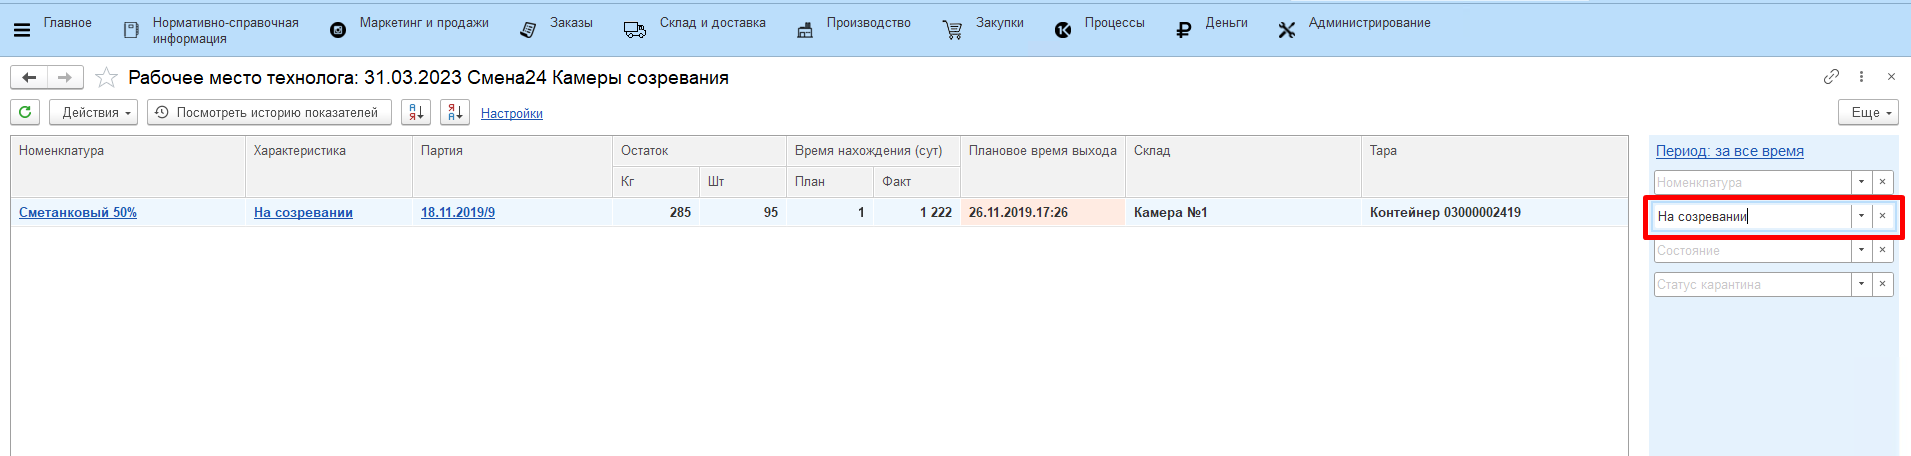 Главное
Нормативно-справочная
информация
Маркетинг и продажи
Заказы
Склад и доставка
Производство
Закупки
Процессы
Деньги
Администрирование
Рабочее место технолога: 31.03.2023 Смена24 Камеры созревания
Действия
Посмотреть историю показателей
Настройки
Еще
Номенклатура Характеристика Партия Остаток Время нахождения (сут) Плановое время выхода Склад Тара
Кг Шт План Факт
Сметанковый 50% На созревании 18.11.2019/9 285 95 1 1 222 26.11.2019.17:26 Камера №1 Контейнер 03000002419
Период: за все время
Номенклатура
На созревании
Состояние
Статус карантина